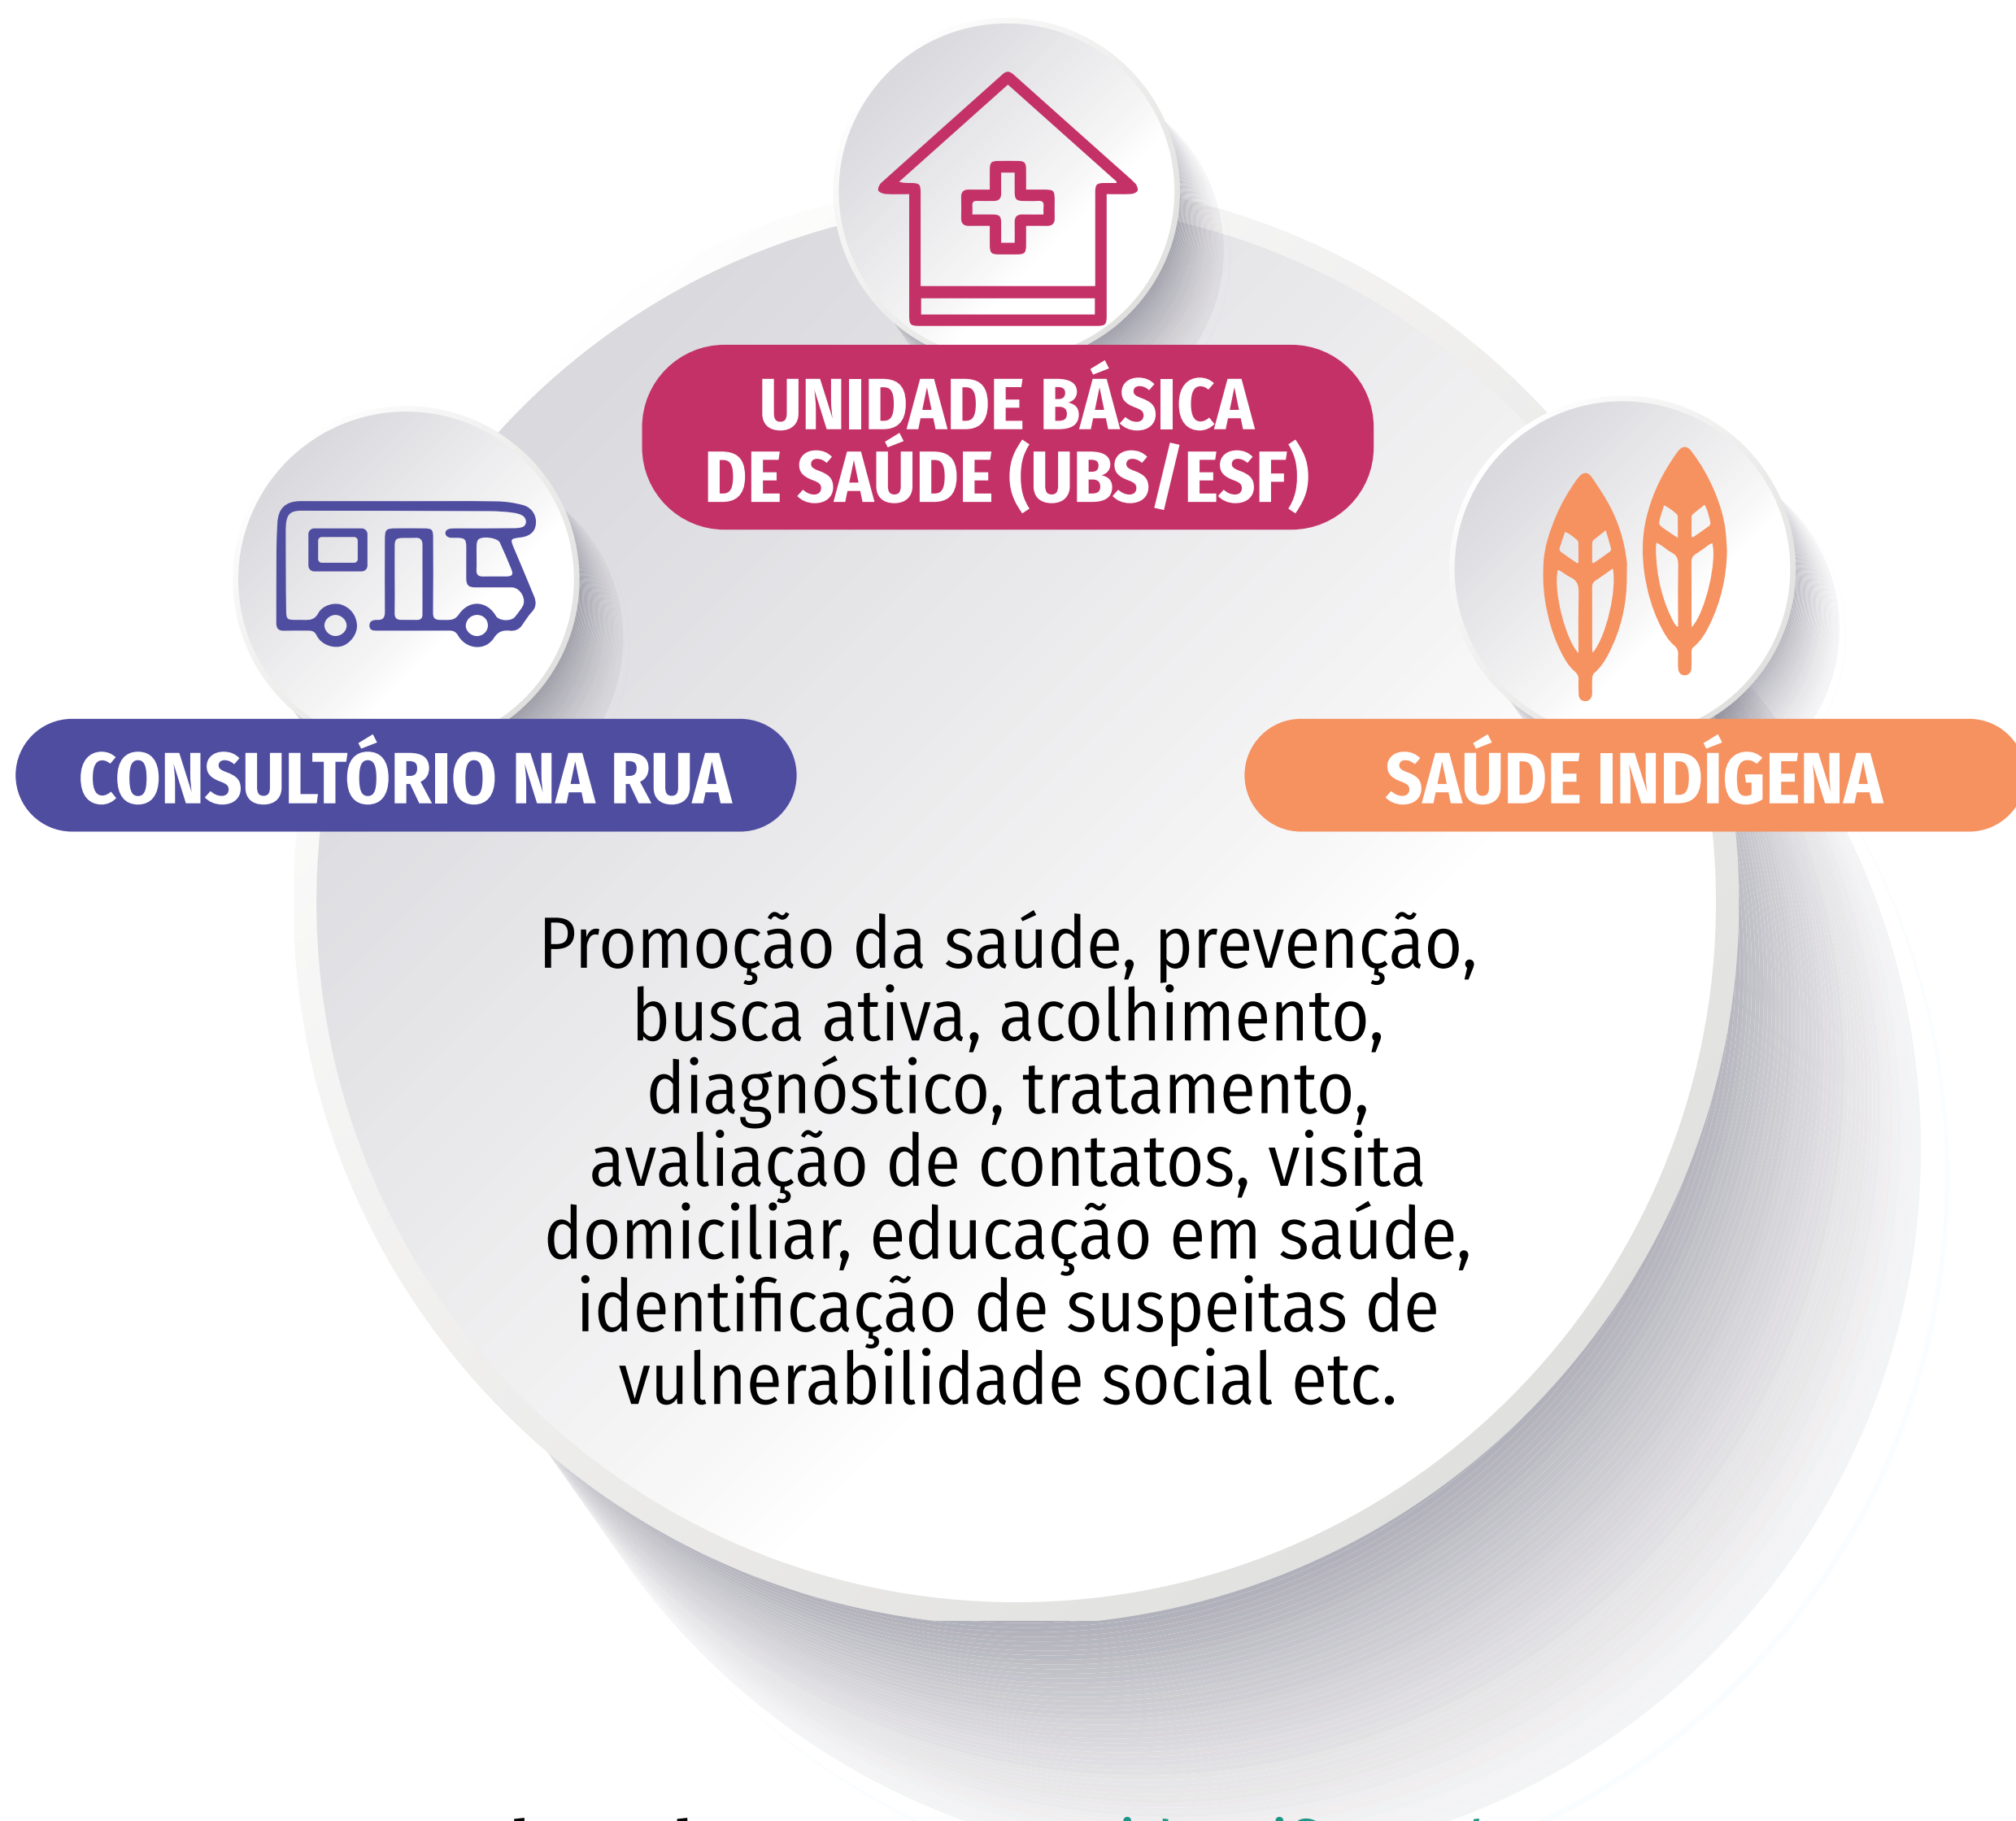 UNIDADE BÁSICA
DE SAÚDE (UBS/ESF)
CONSULTÓRIO NA RUA
SAÚDE INDÍGENA
Promoção da saúde, prevenção,
busca ativa, acolhimento,
diagnóstico, tratamento,
avaliação de contatos, visita
domiciliar, educação em saúde,
identificação de suspeitas de
vulnerabilidade social etc.